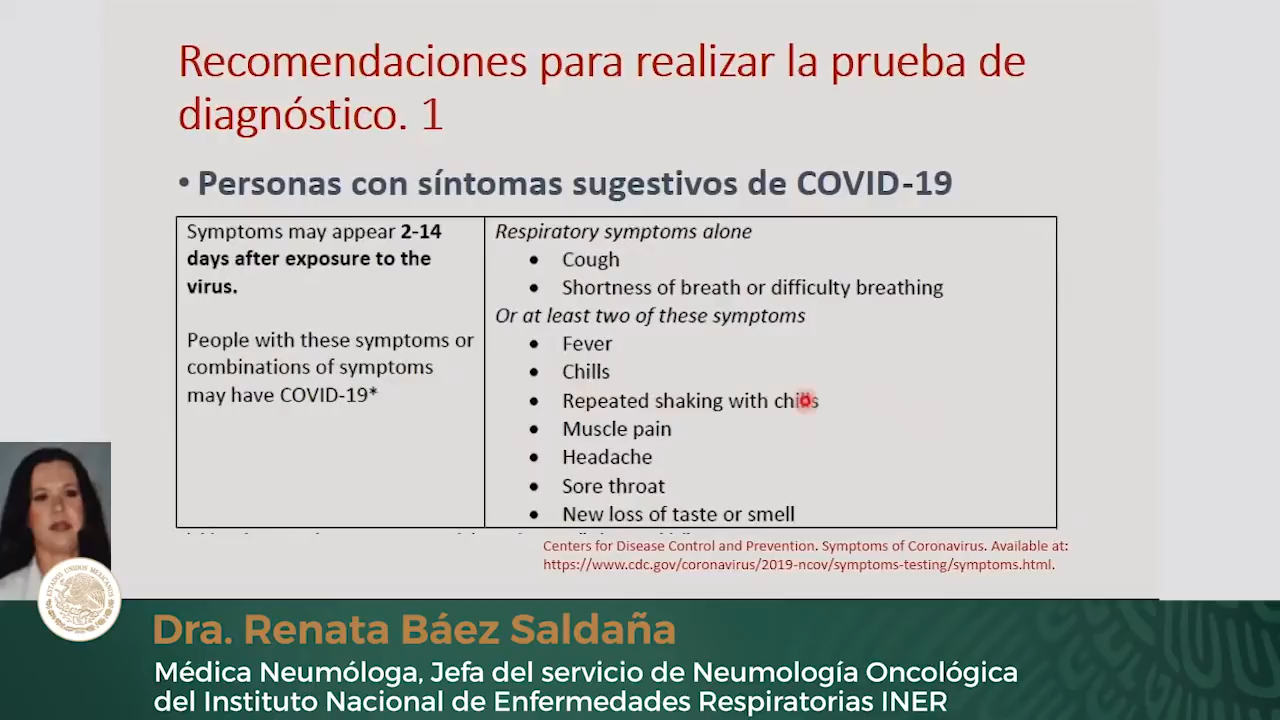 Recomendaciones para realizar la prueba de
diagnóstico. 1
• Personas con síntomas sugestivos de COVID-19
Symptoms may appear 2-14
days after exposure to the
virus.
People with these symptoms or
combinations of symptoms
may have COVID-19*
Respiratory symptoms alone
• Cough
• Shortness of breath or difficulty breathing
Or at least two of these symptoms
• Fever
• Chills
• Repeated shaking with chills
• Muscle pain
• Headache
• Sore throat
• New loss of taste or smell
Centers for Disease Control and Prevention. Symptoms of Coronavirus. Available at:
https://www.cdc.gov/coronavirus/2019-ncov/symptoms-testing/symptoms.html.
ESTADOS UNIDOS MEXICANOS
Dra. Renata Báez Saldaña
Médica Neumóloga, Jefa del servicio de Neumología Oncológica
del Instituto Nacional de Enfermedades Respiratorias INER